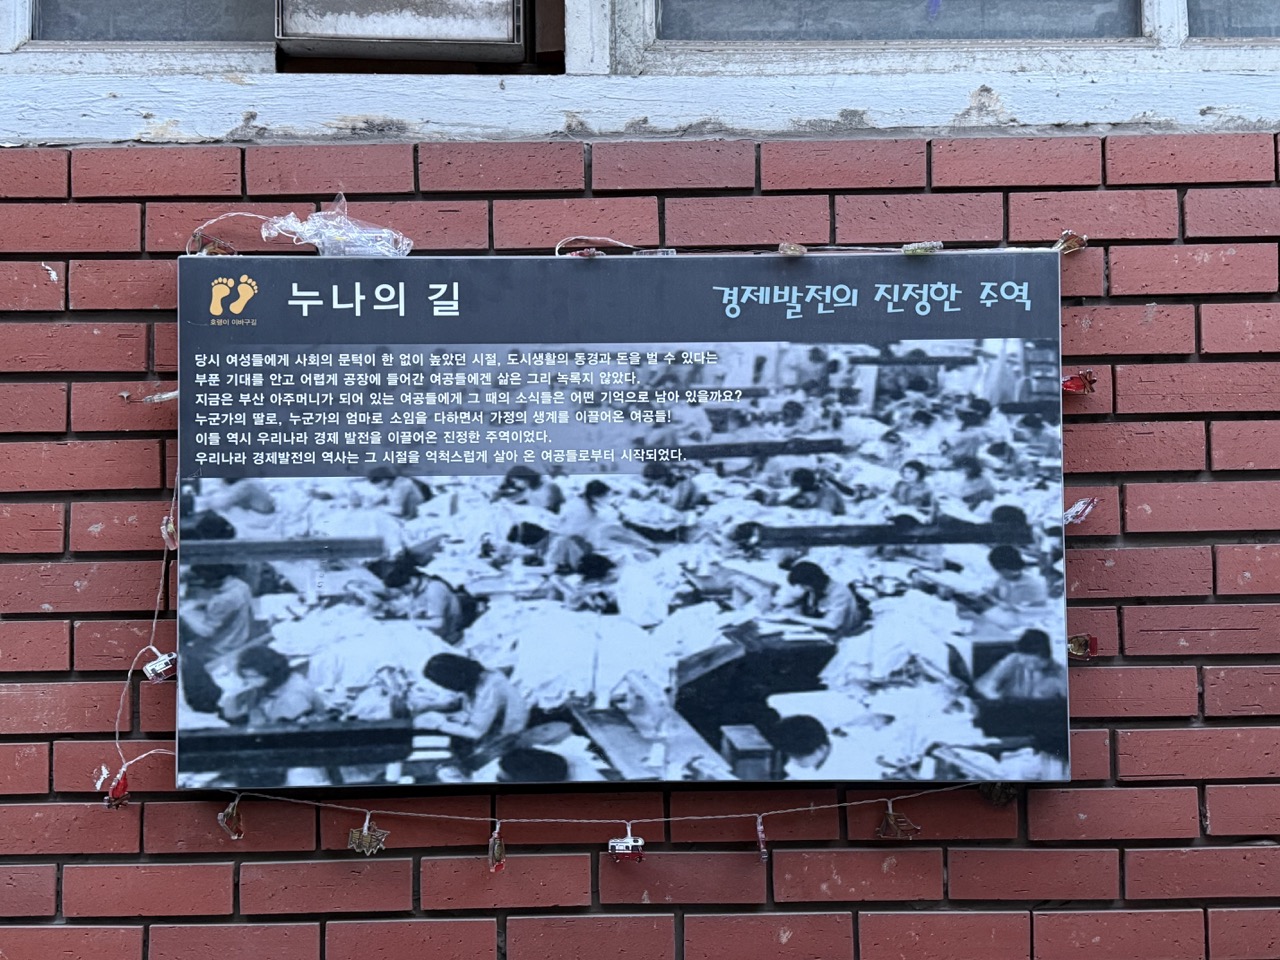 호랭이 이바구길
누나의 길
경제발전의 진정한 주역
당시 여성들에게 사회의 문턱이 한 없이 높았던 시절, 도시생활의 동경과 돈을 벌 수 있다는
부푼 기대를 안고 어렵게 공장에 들어간 여공들에겐 삶은 그리 녹록지 않았다.
지금은 부산 아주머니가 되어 있는 여공들에게 그 때의 소식들은 어떤 기억으로 남아 있을까요?
누군가의 딸로, 누군가의 엄마로 소임을 다하면서 가정의 생계를 이끌어온 여공들!
이들 역시 우리나라 경제 발전을 이끌어온 진정한 주역이었다.
우리나라 경제발전의 역사는 그 시절을 억척스럽게 살아 온 여공들로부터 시작되었다.